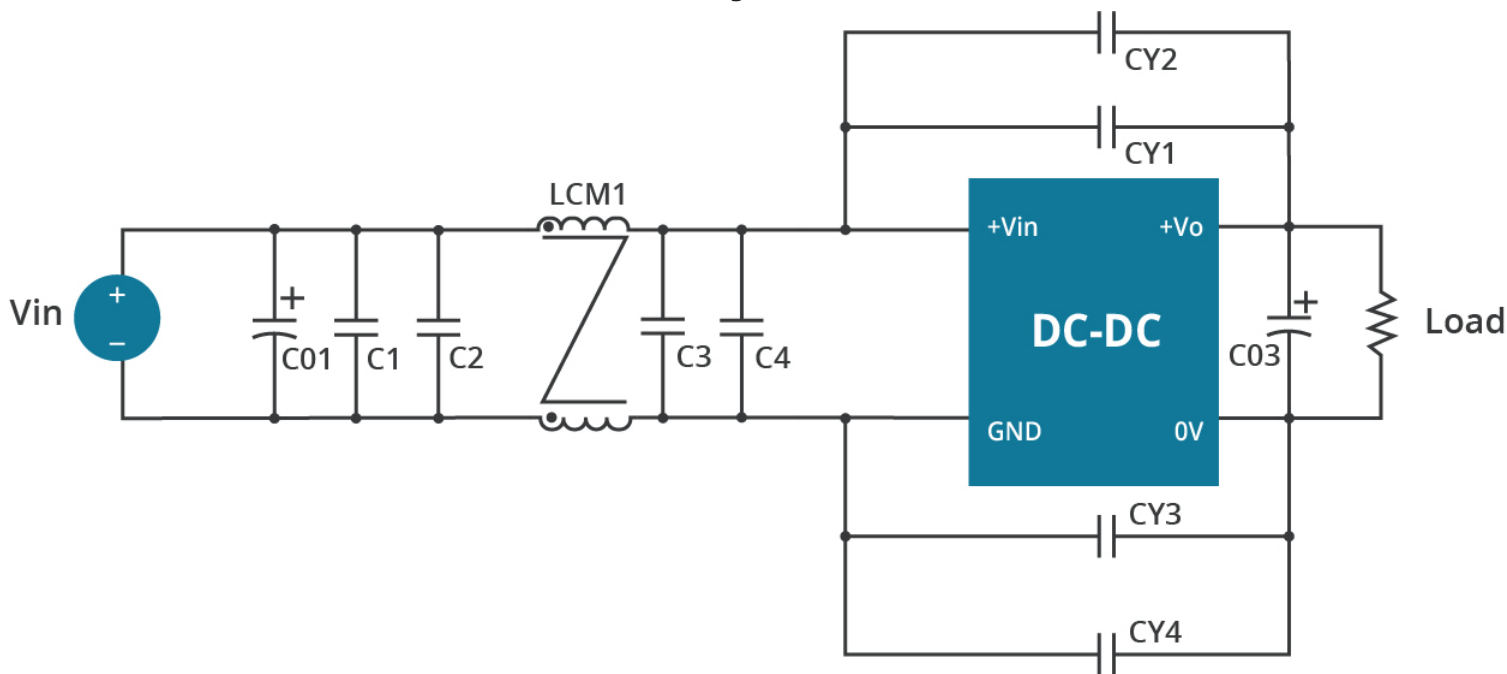 CY2
CY1
LCM1
+Vin
+Vo
+
+
+
Vin
DC-DC
Load
−
C01
C1
C2
C3
C4
C03
GND
0V
CY3
CY4